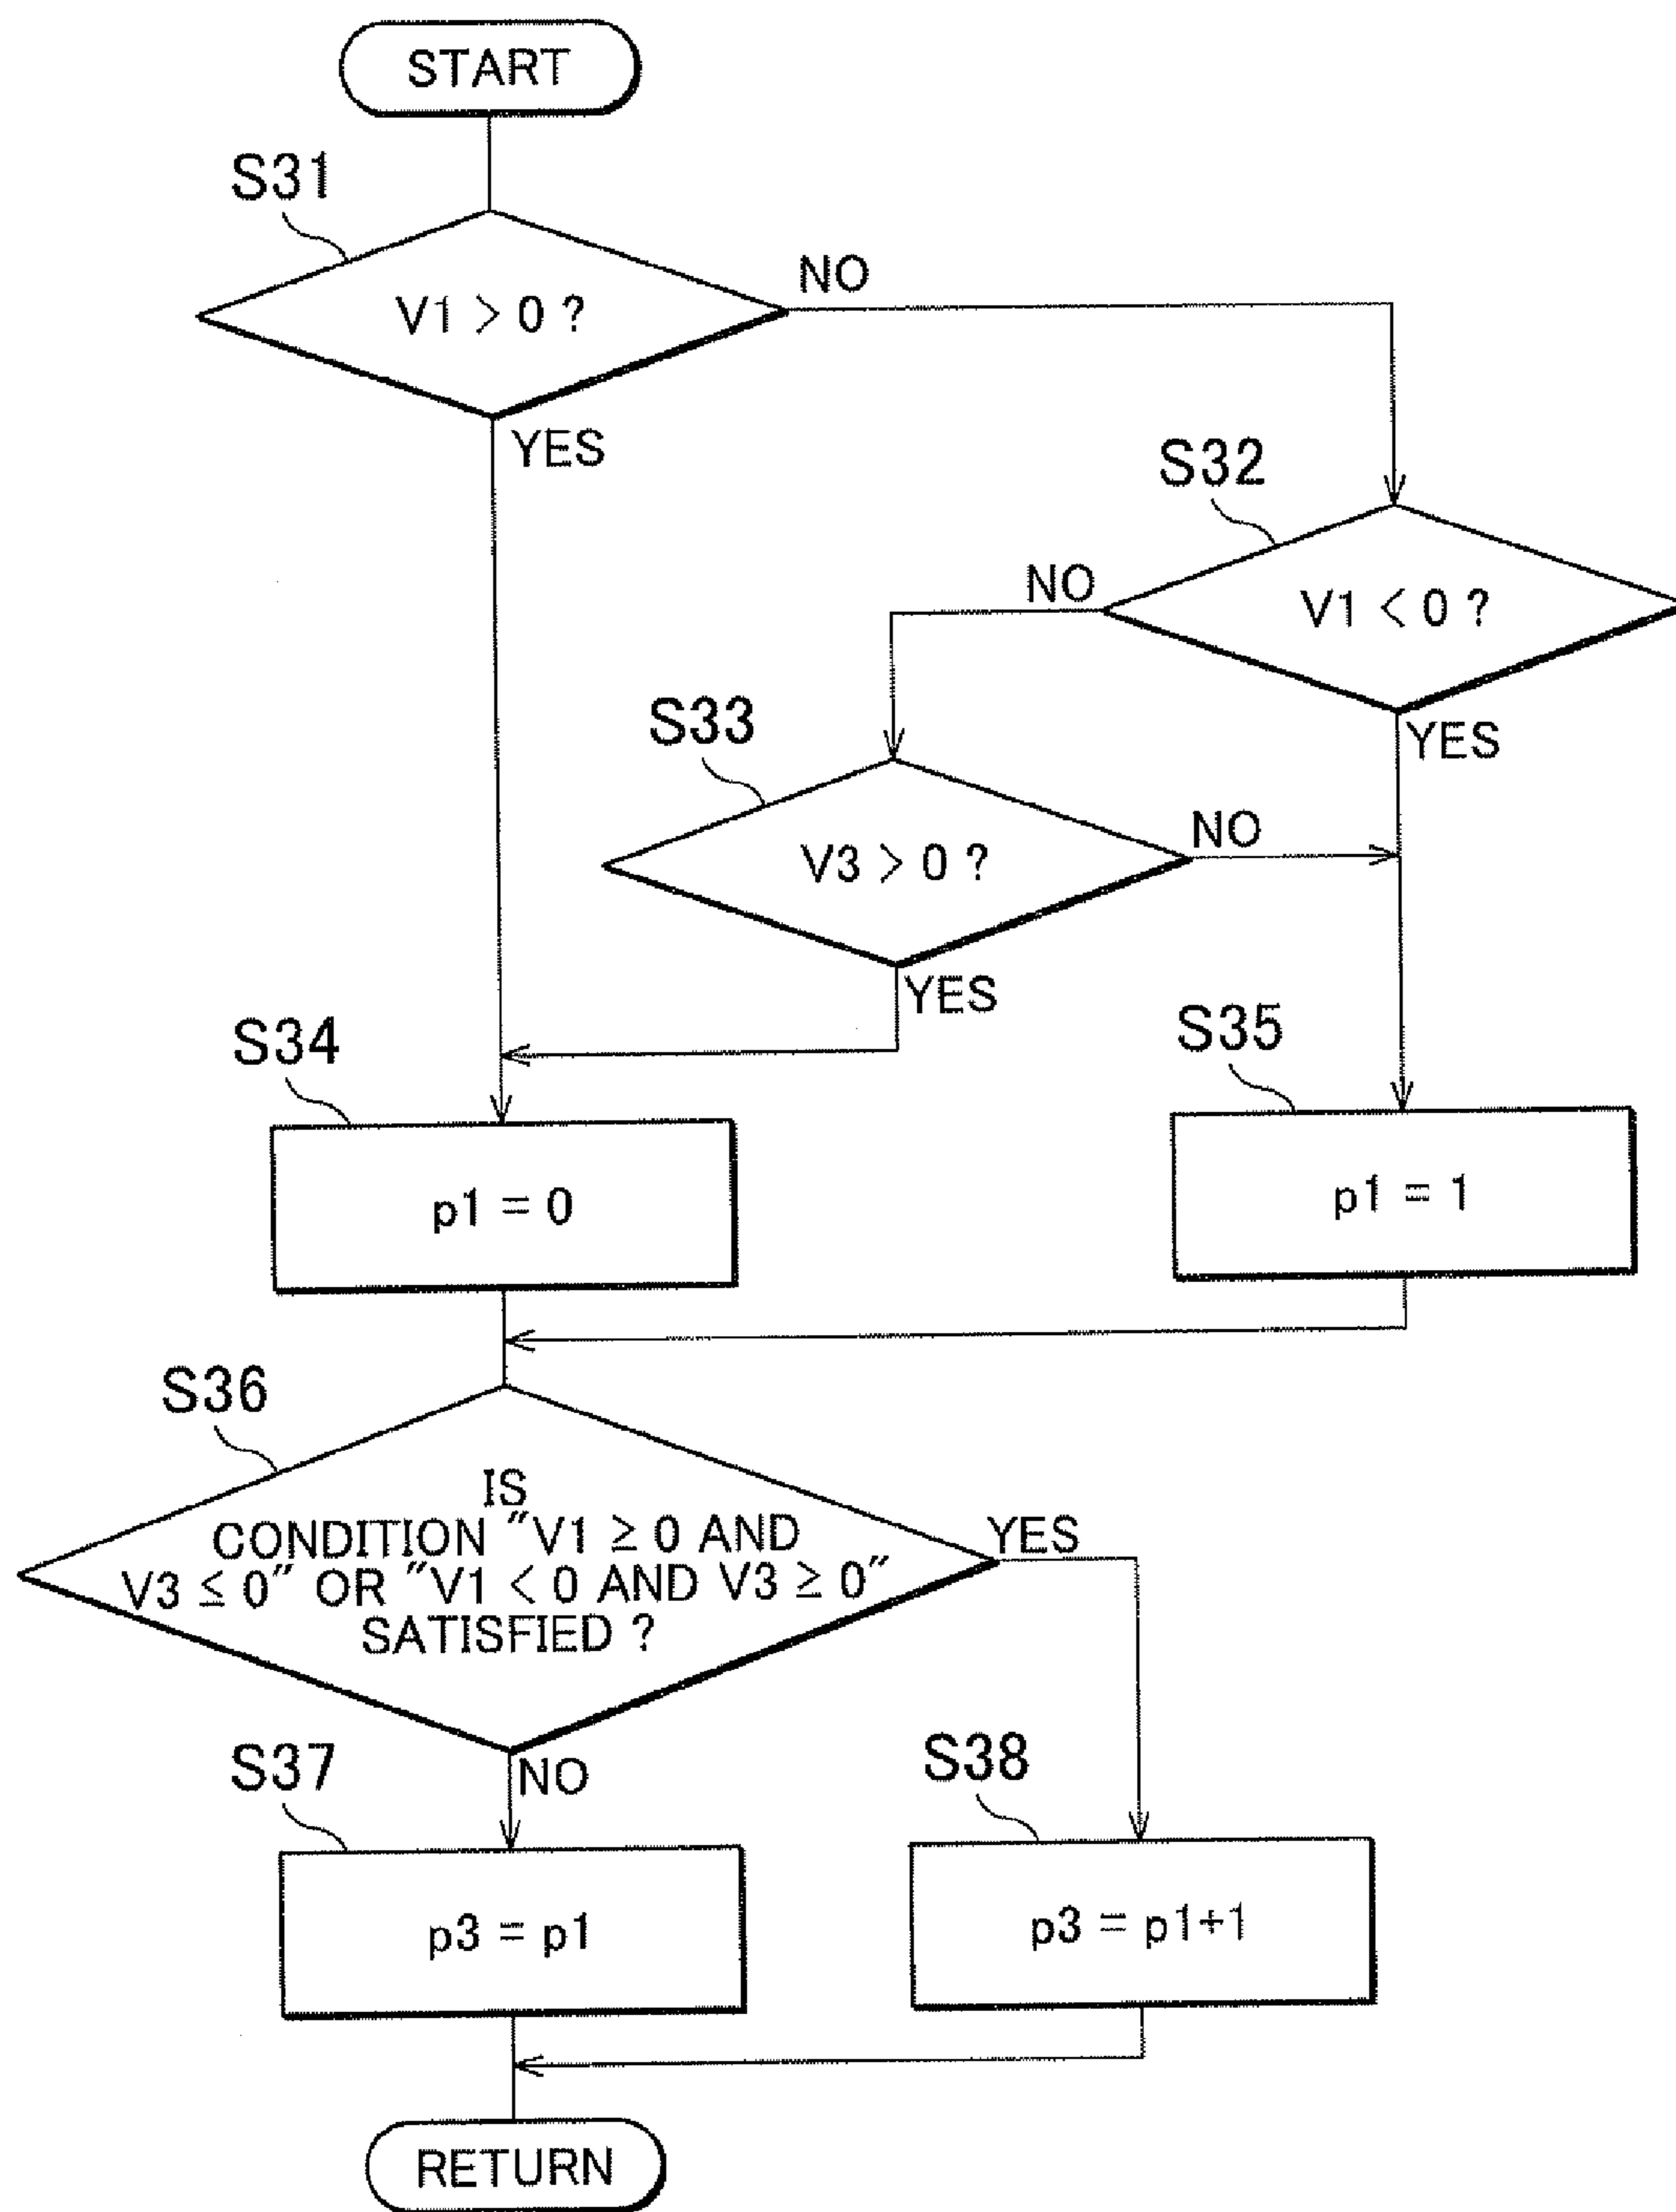 START
S31
V1 > 0 ?
NO
YES
S32
V1 < 0 ?
NO
YES
S33
V3 > 0 ?
NO
YES
S34
p1 = 0
S35
p1 = 1
S36
IS
CONDITION "V1 ≥ 0 AND
V3 ≤ 0" OR "V1 < 0 AND V3 ≥ 0"
SATISFIED ?
YES
NO
S37
p3 = p1
S38
p3 = p1+1
RETURN